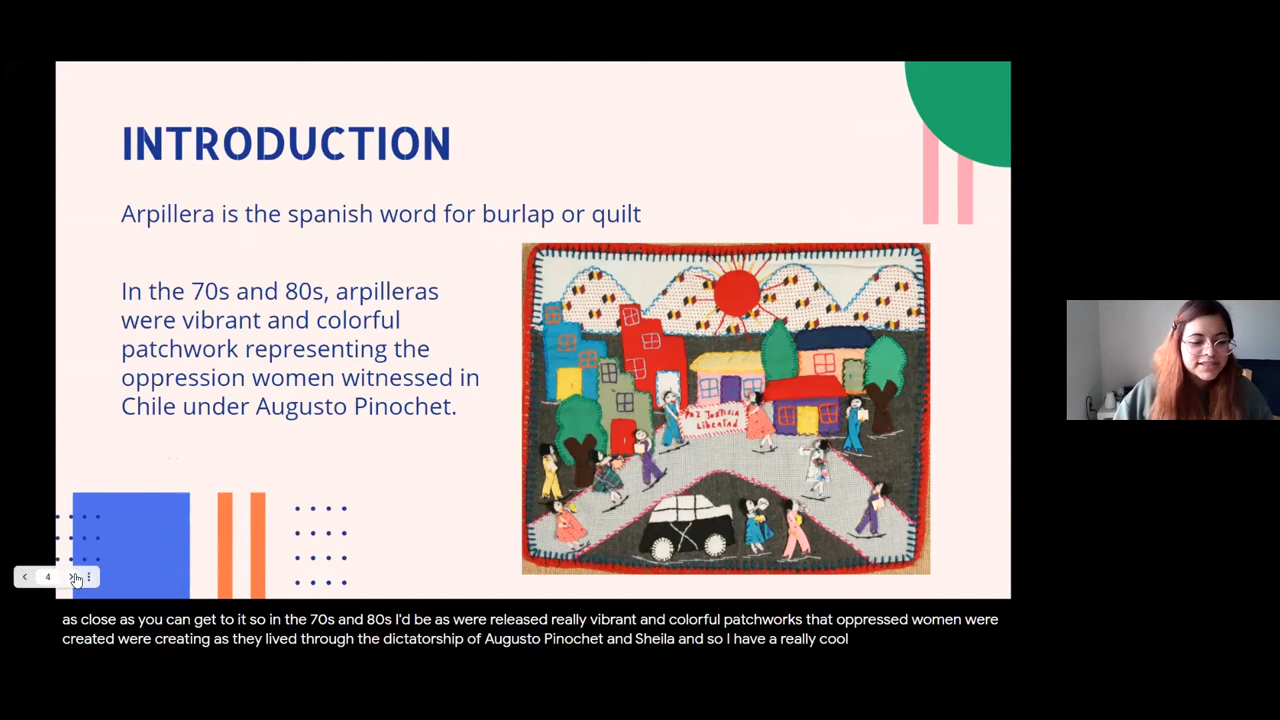 INTRODUCTION
Arpillera is the spanish word for burlap or quilt
In the 70s and 80s, arpilleras
were vibrant and colorful
patchwork representing the
oppression women witnessed in
Chile under Augusto Pinochet.
Paz Justicia
Libertad
4
as close as you can get to it so in the 70s and 80s I'd be as were released really vibrant and colorful patchworks that oppressed women were
created were creating as they lived through the dictatorship of Augusto Pinochet and Sheila and so I have a really cool